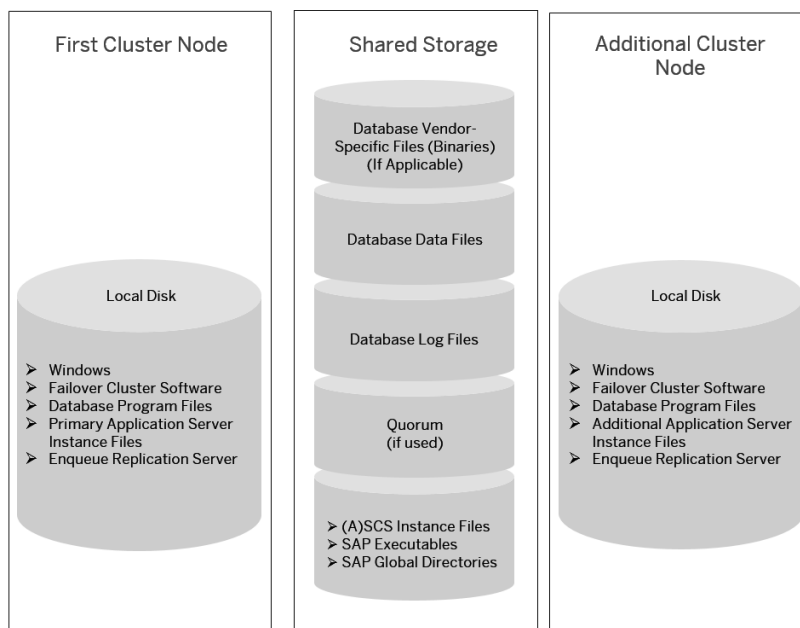 First Cluster Node
Local Disk
➢ Windows
➢ Failover Cluster Software
➢ Database Program Files
➢ Primary Application Server
Instance Files
➢ Enqueue Replication Server
Shared Storage
Database Vendor-
Specific Files (Binaries)
(If Applicable)
Database Data Files
Database Log Files
Quorum
(if used)
➢ (A)SCS Instance Files
➢ SAP Executables
➢ SAP Global Directories
Additional Cluster
Node
Local Disk
➢ Windows
➢ Failover Cluster Software
➢ Database Program Files
➢ Additional Application Server
Instance Files
➢ Enqueue Replication Server